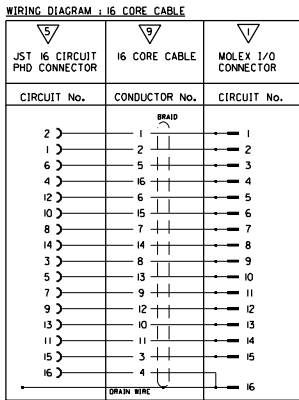 WIRING DIAGRAM : 16 CORE CABLE
5 9 1
JST 16 CIRCUIT PHD CONNECTOR
16 CORE CABLE
MOLEX I/O CONNECTOR
CIRCUIT No. CONDUCTOR No. CIRCUIT No.
BRAID
2 1 1
1 2 2
6 5 3
4 16 4
12 6 5
10 15 6
8 7 7
14 14 8
3 8 9
5 13 10
7 9 11
9 12 12
13 10 13
11 11 14
15 3 15
16 4
DRAIN WIRE 16